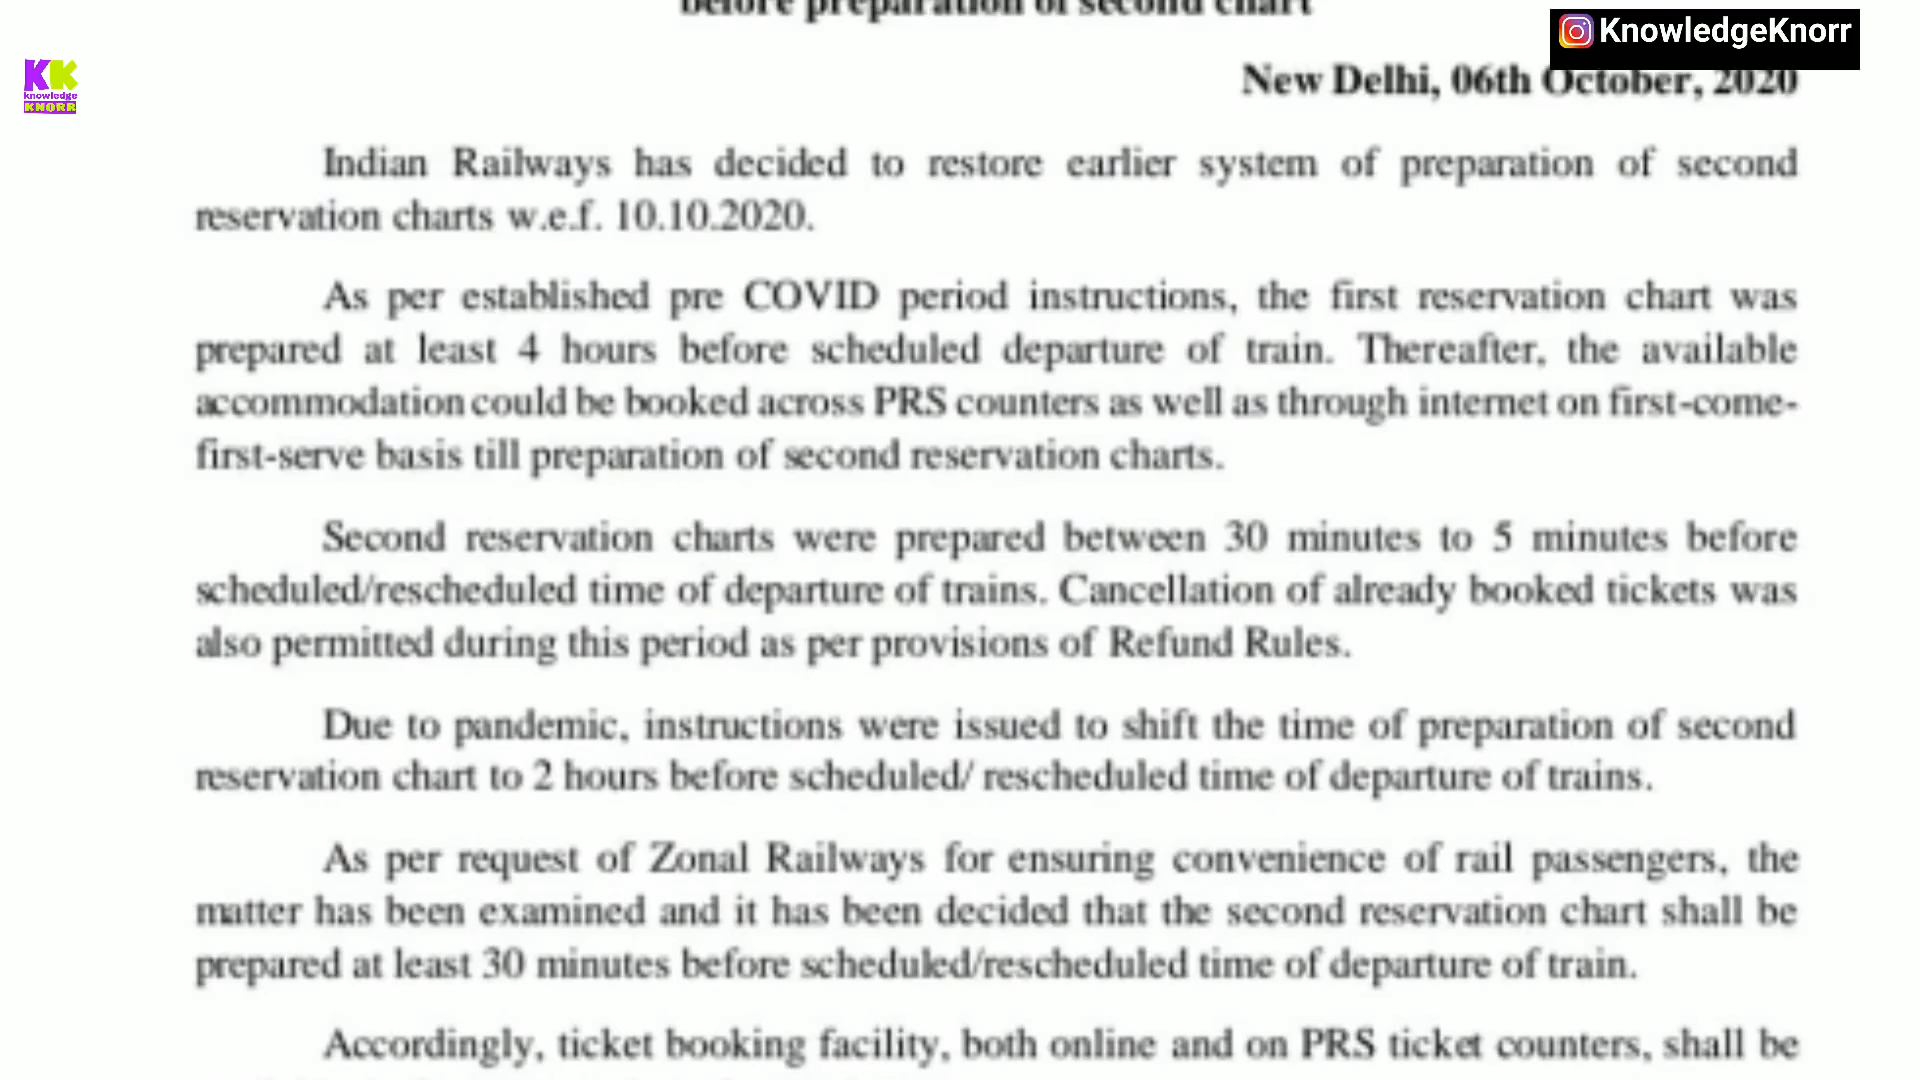 before preparation of second chart
KnowledgeKnorr
KK
knowledge
KNORR
New Delhi, 06th October, 2020
Indian Railways has decided to restore earlier system of preparation of second
reservation charts w.e.f. 10.10.2020.
As per established pre COVID period instructions, the first reservation chart was
prepared at least 4 hours before scheduled departure of train. Thereafter, the available
accommodation could be booked across PRS counters as well as through internet on first-come-
first-serve basis till preparation of second reservation charts.
Second reservation charts were prepared between 30 minutes to 5 minutes before
scheduled/rescheduled time of departure of trains. Cancellation of already booked tickets was
also permitted during this period as per provisions of Refund Rules.
Due to pandemic, instructions were issued to shift the time of preparation of second
reservation chart to 2 hours before scheduled/ rescheduled time of departure of trains.
As per request of Zonal Railways for ensuring convenience of rail passengers, the
matter has been examined and it has been decided that the second reservation chart shall be
prepared at least 30 minutes before scheduled/rescheduled time of departure of train.
Accordingly, ticket booking facility, both online and on PRS ticket counters, shall be